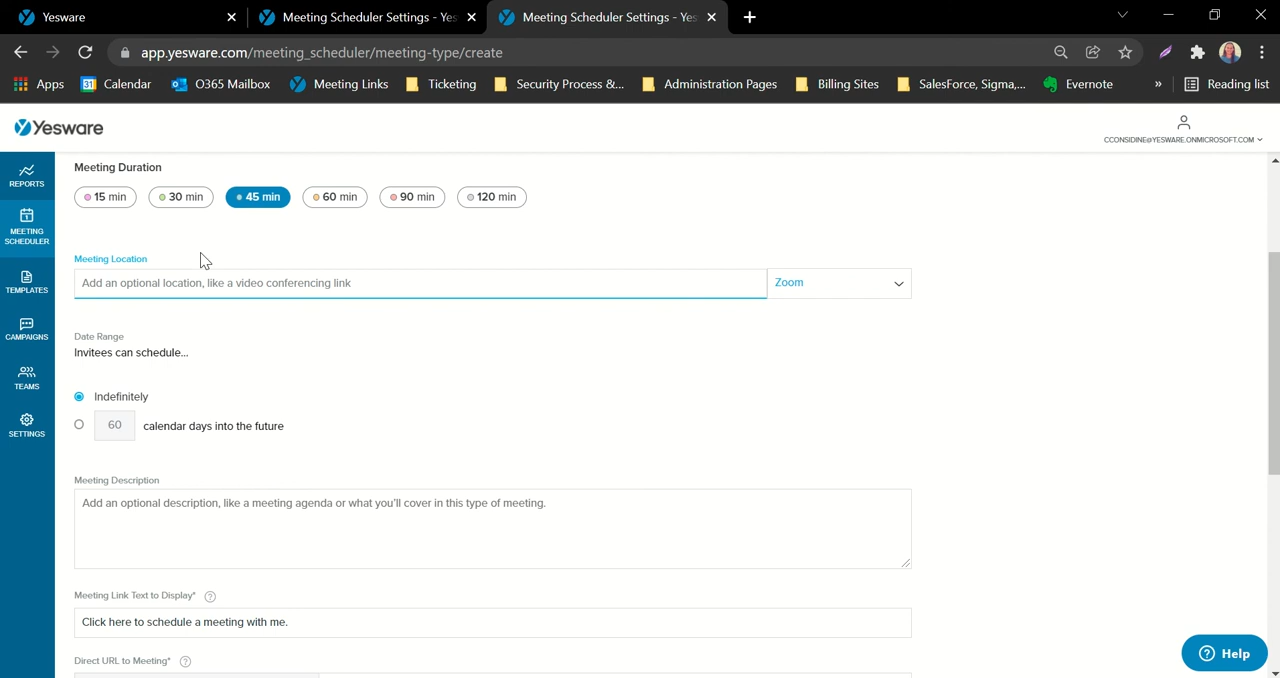 Yesware
Meeting Scheduler Settings - Yes
Meeting Scheduler Settings - Yes
app.yesware.com/meeting_scheduler/meeting-type/create
Apps
Calendar
O365 Mailbox
Meeting Links
Ticketing
Security Process &...
Administration Pages
Billing Sites
SalesForce, Sigma,...
Evernote
»
Reading list
Yesware
CCONSIDINE@YESWARE.ONMICROSOFT.COM
REPORTS
MEETING
SCHEDULER
TEMPLATES
CAMPAIGNS
TEAMS
SETTINGS
Meeting Duration
15 min
30 min
45 min
60 min
90 min
120 min
Meeting Location
Add an optional location, like a video conferencing link
Zoom
Date Range
Invitees can schedule...
Indefinitely
60 calendar days into the future
Meeting Description
Add an optional description, like a meeting agenda or what you'll cover in this type of meeting.
Meeting Link Text to Display*
Click here to schedule a meeting with me.
Direct URL to Meeting*
Help